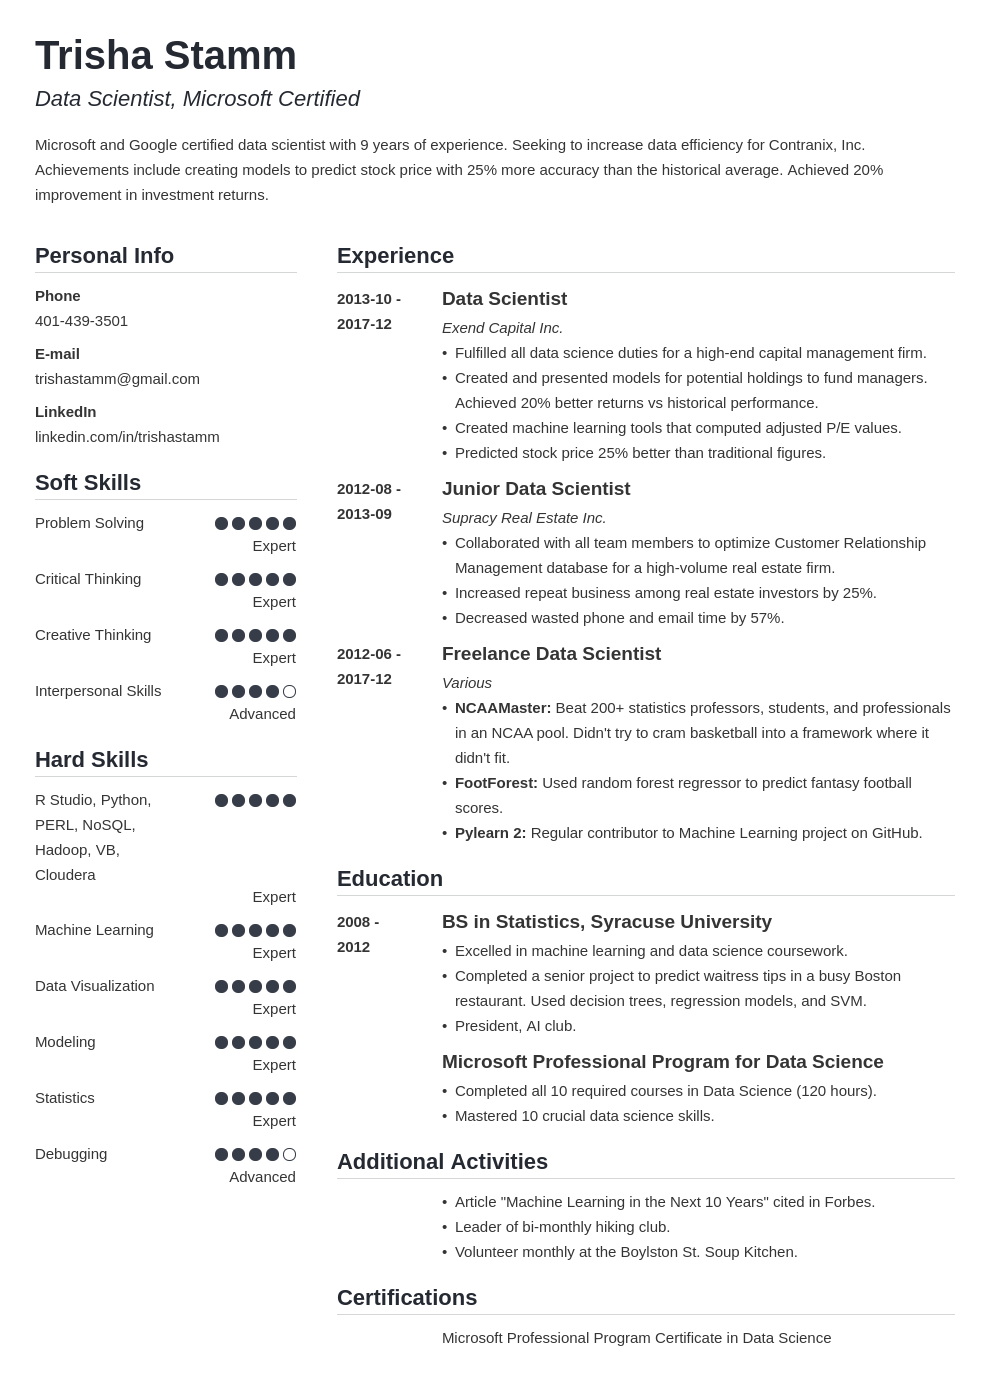 Trisha Stamm
Data Scientist, Microsoft Certified
Microsoft and Google certified data scientist with 9 years of experience. Seeking to increase data efficiency for Contranix, Inc.
Achievements include creating models to predict stock price with 25% more accuracy than the historical average. Achieved 20%
improvement in investment returns.
Personal Info
Phone
401-439-3501
E-mail
trishastamm@gmail.com
LinkedIn
linkedin.com/in/trishastamm
Soft Skills
Problem Solving
Expert
Critical Thinking
Expert
Creative Thinking
Expert
Interpersonal Skills
Advanced
Hard Skills
R Studio, Python,
PERL, NoSQL,
Hadoop, VB,
Cloudera
Expert
Machine Learning
Expert
Data Visualization
Expert
Modeling
Expert
Statistics
Expert
Debugging
Advanced
Experience
2013-10 -
2017-12
Data Scientist
Exend Capital Inc.
• Fulfilled all data science duties for a high-end capital management firm.
• Created and presented models for potential holdings to fund managers.
Achieved 20% better returns vs historical performance.
• Created machine learning tools that computed adjusted P/E values.
• Predicted stock price 25% better than traditional figures.
2012-08 -
2013-09
Junior Data Scientist
Supracy Real Estate Inc.
• Collaborated with all team members to optimize Customer Relationship
Management database for a high-volume real estate firm.
• Increased repeat business among real estate investors by 25%.
• Decreased wasted phone and email time by 57%.
2012-06 -
2017-12
Freelance Data Scientist
Various
• NCAAMaster: Beat 200+ statistics professors, students, and professionals
in an NCAA pool. Didn't try to cram basketball into a framework where it
didn't fit.
• FootForest: Used random forest regressor to predict fantasy football
scores.
• Pylearn 2: Regular contributor to Machine Learning project on GitHub.
Education
2008 -
2012
BS in Statistics, Syracuse University
• Excelled in machine learning and data science coursework.
• Completed a senior project to predict waitress tips in a busy Boston
restaurant. Used decision trees, regression models, and SVM.
• President, AI club.
Microsoft Professional Program for Data Science
• Completed all 10 required courses in Data Science (120 hours).
• Mastered 10 crucial data science skills.
Additional Activities
• Article "Machine Learning in the Next 10 Years" cited in Forbes.
• Leader of bi-monthly hiking club.
• Volunteer monthly at the Boylston St. Soup Kitchen.
Certifications
Microsoft Professional Program Certificate in Data Science